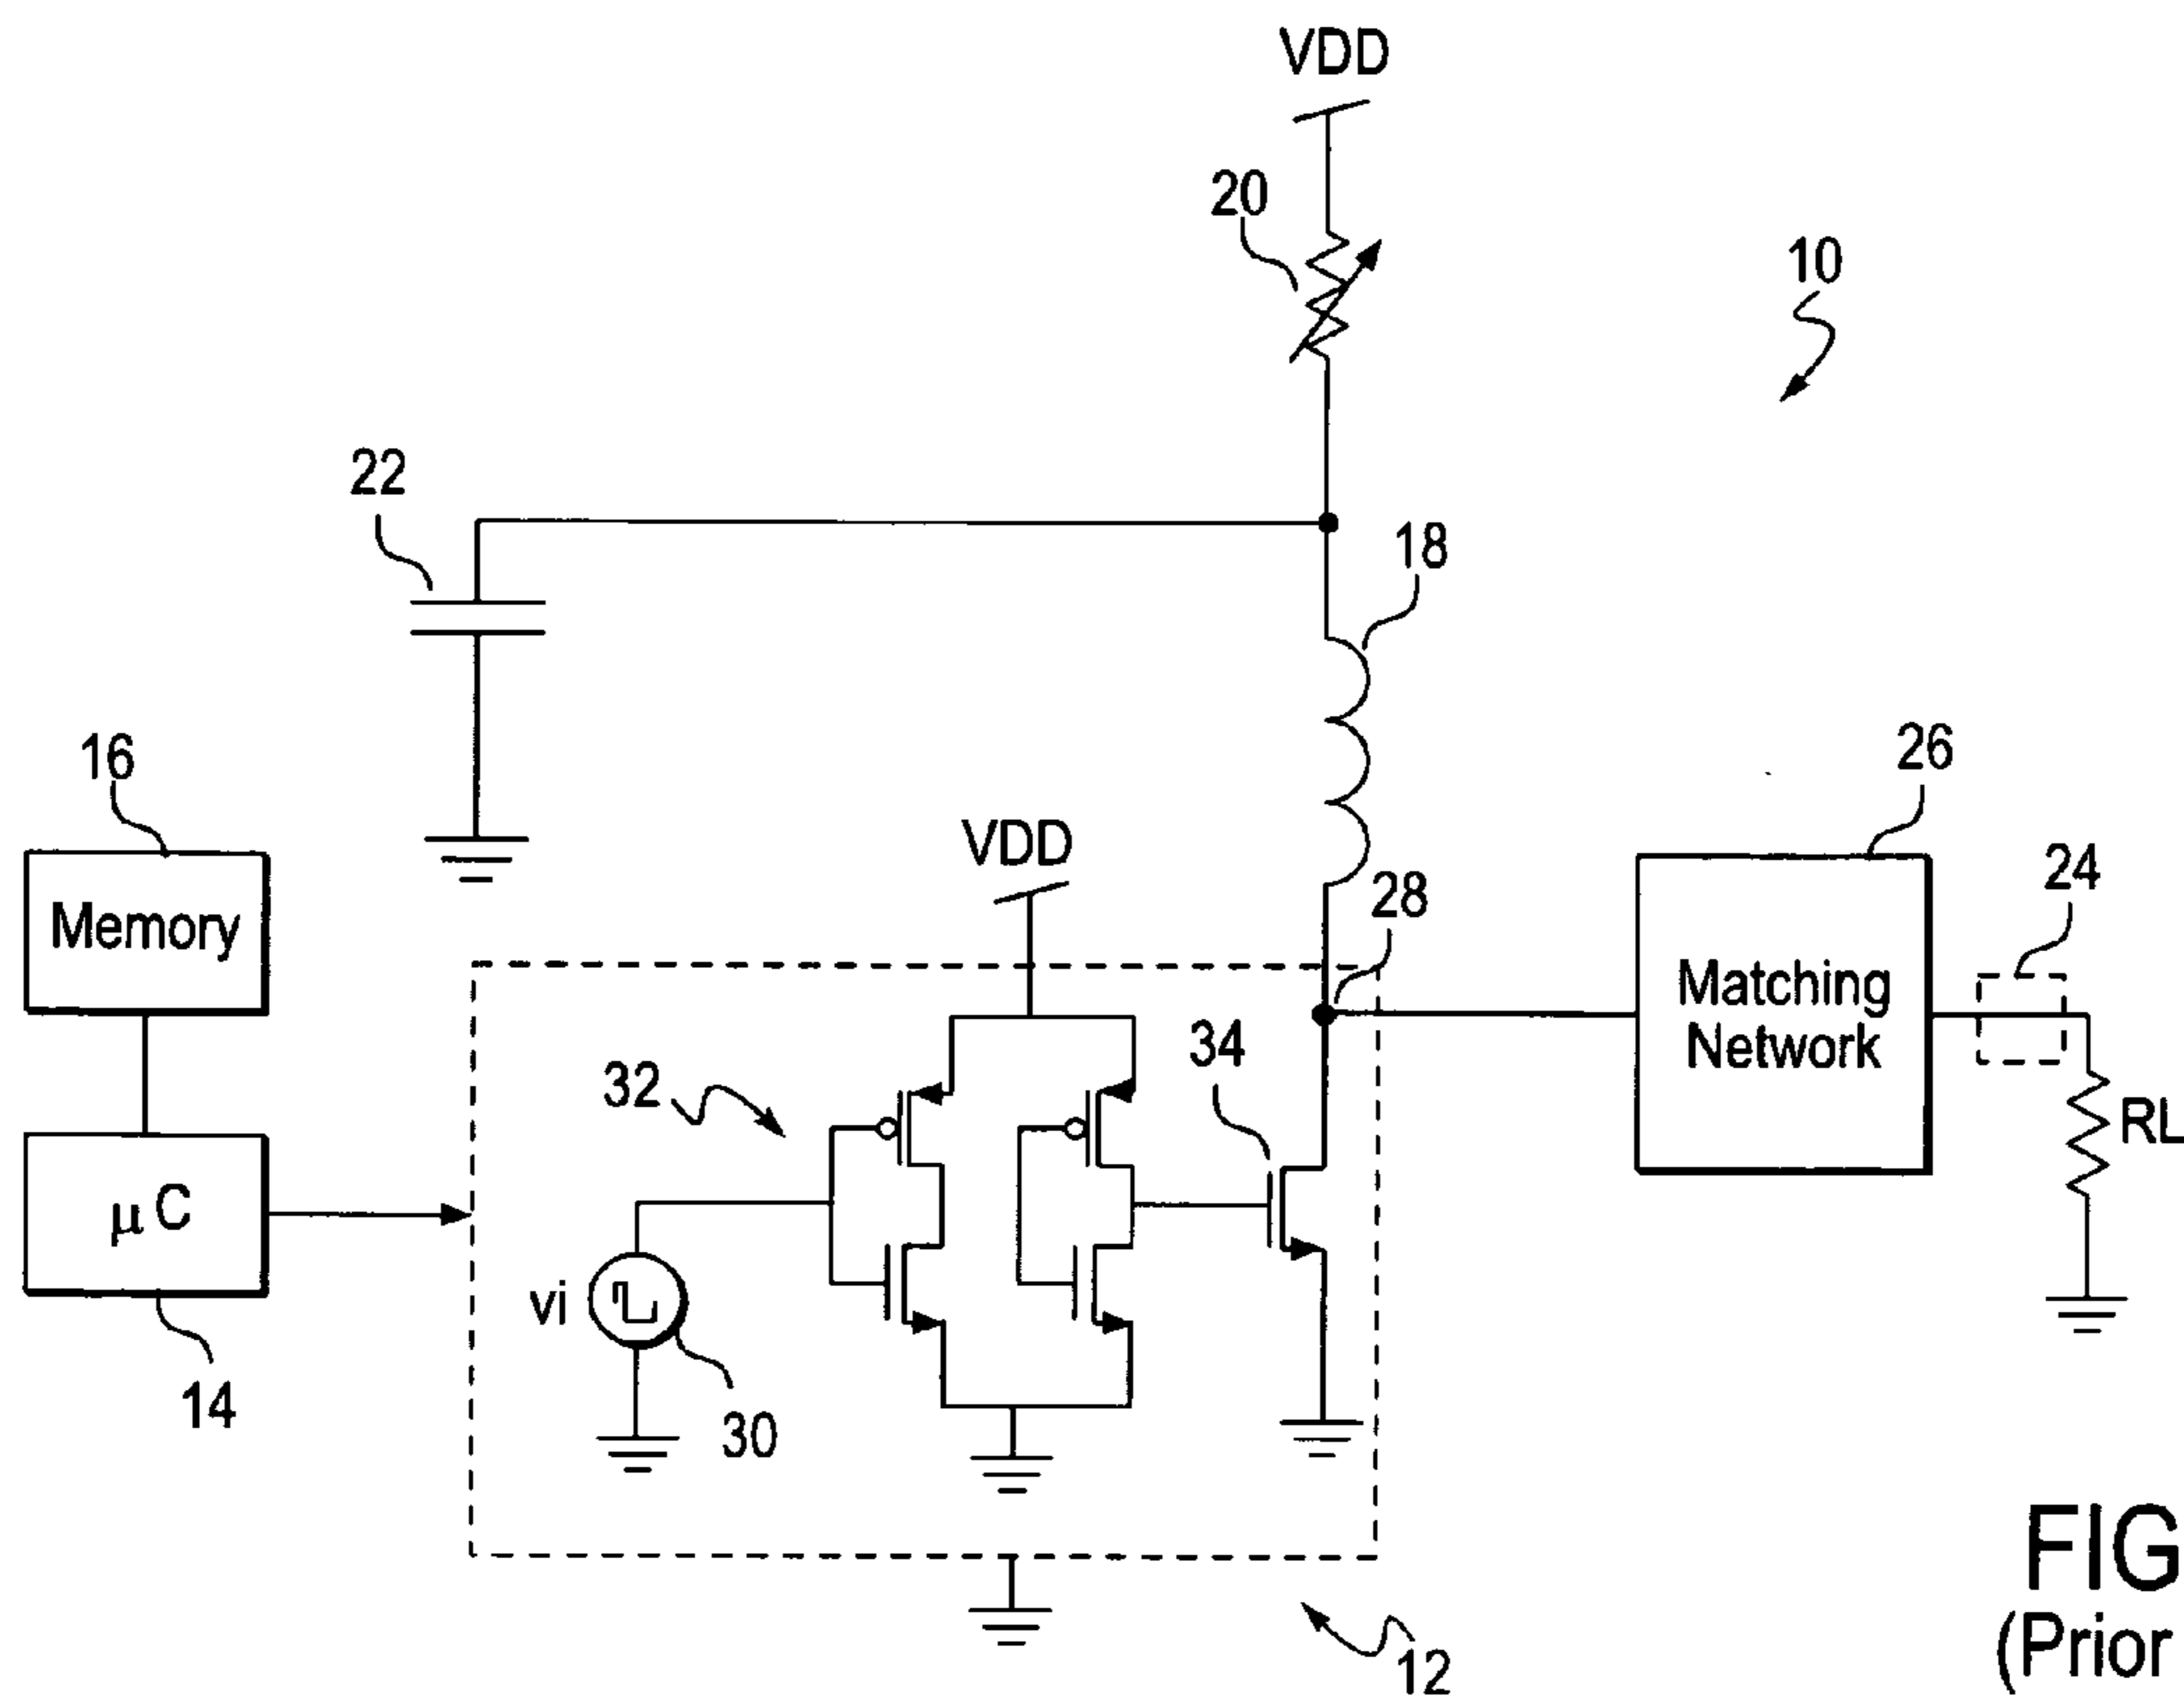 VDD
20
10
22
18
16
26
VDD
24
28
Memory
Matching
Network
34
32
RL
μC
vi
14
30
FIG
(Prior
12